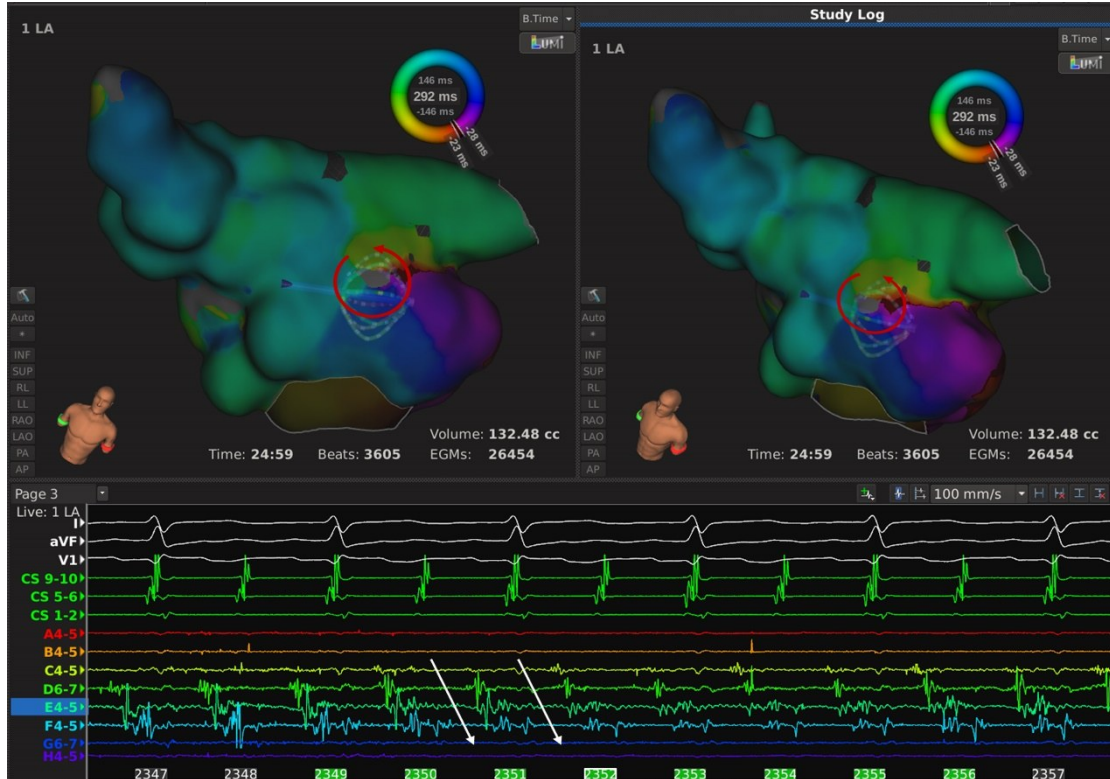 Study Log
1 LA
B.Time
LUMI
146 ms
292 ms
-146 ms
-28 ms
-23 ms
Auto
*
INF
SUP
RL
LL
RAO
LAO
PA
AP
Volume: 132.48 cc
Time: 24:59 Beats: 3605 EGMs: 26454
1 LA
B.Time
LUMI
146 ms
292 ms
-146 ms
-28 ms
-23 ms
Auto
*
INF
SUP
RL
LL
RAO
LAO
PA
AP
Volume: 132.48 cc
Time: 24:59 Beats: 3605 EGMs: 26454
Page 3
100 mm/s
Live: 1 LA
I
aVF
V1
CS 9-10
CS 5-6
CS 1-2
A4-5
B4-5
C4-5
D6-7
E4-5
F4-5
G6-7
H4-5
2347 2348 2349 2350 2351 2352 2353 2354 2355 2356 2357